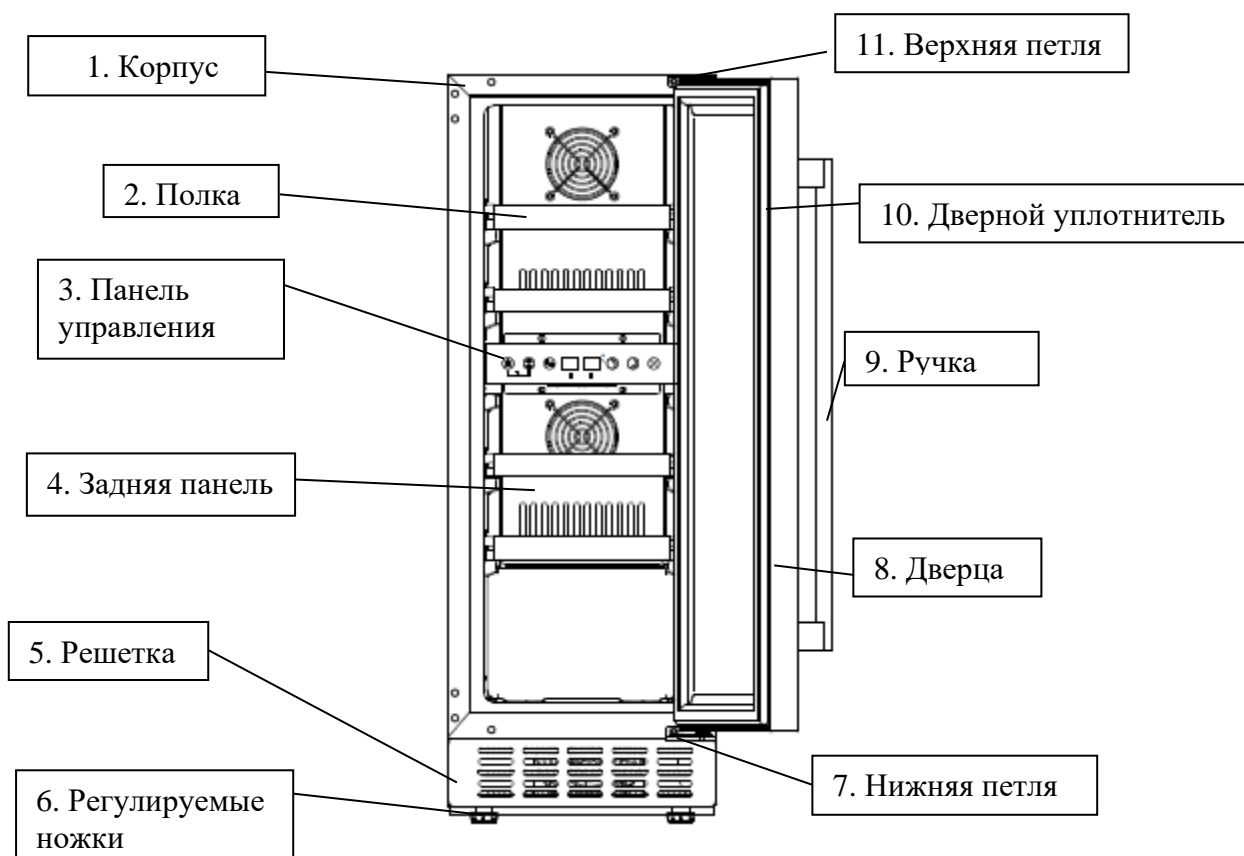 1. Корпус
2. Полка
3. Панель
управления
4. Задняя панель
5. Решетка
6. Регулируемые
ножки
7. Нижняя петля
8. Дверца
9. Ручка
10. Дверной уплотнитель
11. Верхняя петля